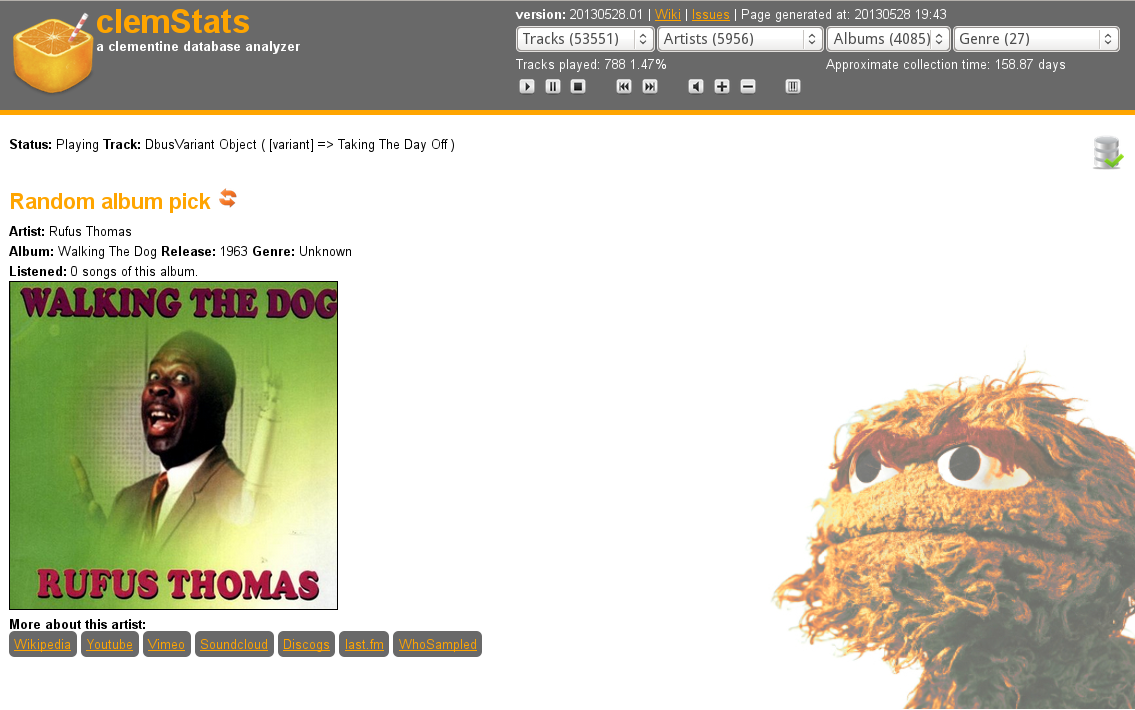 clemStats
a clementine database analyzer
version: 20130528.01 | Wiki | Issues | Page generated at: 20130528 19:43
Tracks (53551) Artists (5956) Albums (4085) Genre (27)
Tracks played: 788 1.47% Approximate collection time: 158.87 days
Status: Playing Track: DbusVariant Object ( [variant] => Taking The Day Off )
Random album pick
Artist: Rufus Thomas
Album: Walking The Dog Release: 1963 Genre: Unknown
Listened: 0 songs of this album.
WALKING THE DOG
RUFUS THOMAS
More about this artist:
Wikipedia Youtube Vimeo Soundcloud Discogs last.fm WhoSampled